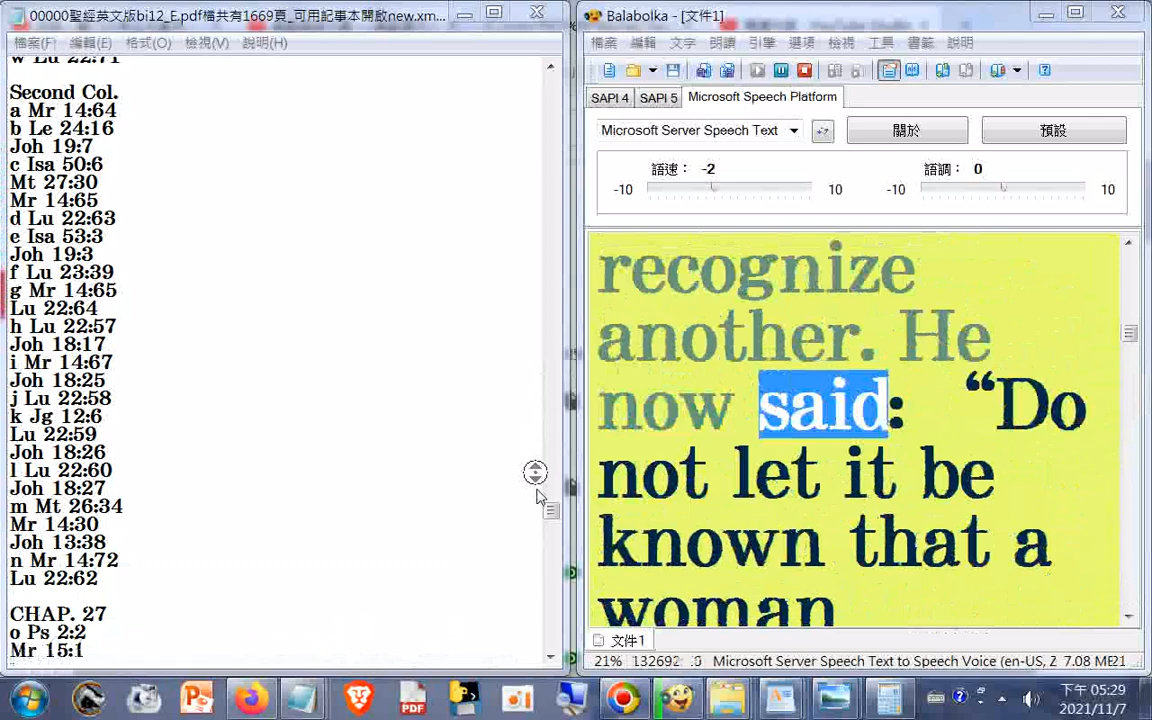 00000聖經英文版bi12_E.pdf檔共有1669頁_可用記事本開啟new.xm...
檔案(F) 編輯(E) 格式(O) 檢視(V) 說明(H)
w Lu 22:71
Second Col.
a Mr 14:64
b Le 24:16
Joh 19:7
c Isa 50:6
Mt 27:30
Mr 14:65
d Lu 22:63
e Isa 53:3
Joh 19:3
f Lu 23:39
g Mr 14:65
Lu 22:64
h Lu 22:57
Joh 18:17
i Mr 14:67
Joh 18:25
j Lu 22:58
k Jg 12:6
Lu 22:59
Joh 18:26
l Lu 22:60
Joh 18:27
m Mt 26:34
Mr 14:30
Joh 13:38
n Mr 14:72
Lu 22:62
CHAP. 27
o Ps 2:2
Mr 15:1
Balabolka - [文件1]
檔案 編輯 文字 朗讀 引擎 選項 檢視 工具 書籤 說明
SAPI 4 SAPI 5 Microsoft Speech Platform
Microsoft Server Speech Text 關於 預設
語速： -2 語調： 0
-10 10 -10 10
recognize
another. He
now said: “Do
not let it be
known that a
woman
文件1
21% 132692 Microsoft Server Speech Text to Speech Voice (en-US, Z 7.08 ME21
PDF
下午 05:29
2021/11/7